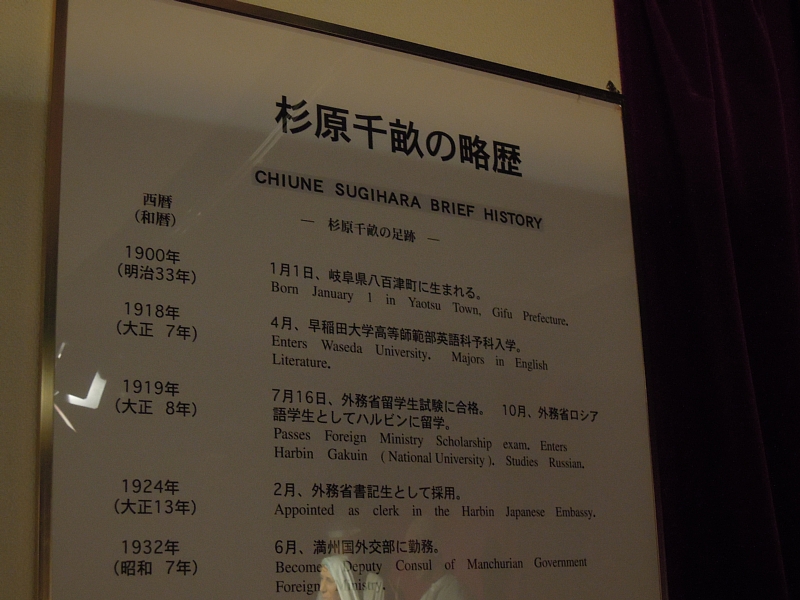 杉原千畝の略歴
CHIUNE SUGIHARA BRIEF HISTORY
西暦
(和暦)
― 杉原千畝の足跡 ―
1900年
(明治33年)
1月1日、岐阜県八百津町に生まれる。
Born January 1 in Yaotsu Town, Gifu Prefecture.
1918年
(大正 7年)
4月、早稲田大学高等師範部英語科予科入学。
Enters Waseda University. Majors in English
Literature.
1919年
(大正 8年)
7月16日、外務省留学生試験に合格。 10月、外務省ロシア
語学生としてハルビンに留学。
Passes Foreign Ministry Scholarship exam. Enters
Harbin Gakuin (National University). Studies Russian.
1924年
(大正13年)
2月、外務省書記生として採用。
Appointed as clerk in the Harbin Japanese Embassy.
1932年
(昭和 7年)
6月、満州国外交部に勤務。
Become Deputy Consul of Manchurian Government
Foreign Ministry.